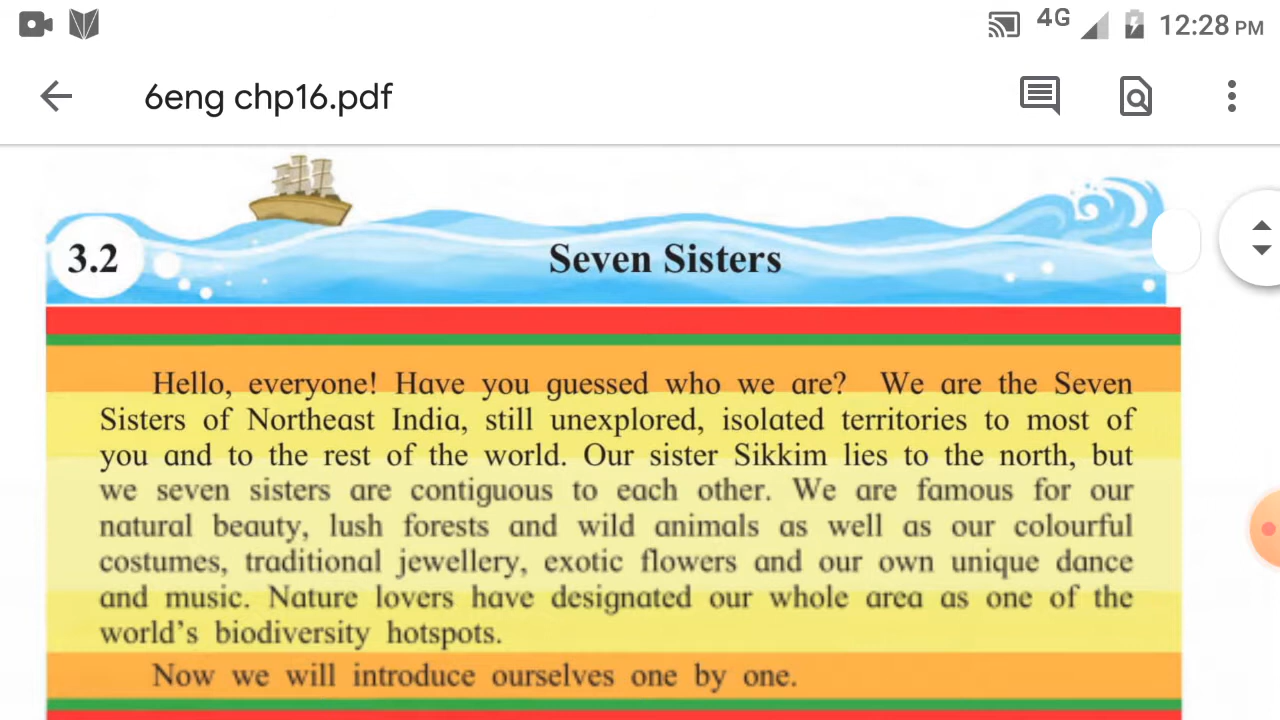 4G 12:28 PM
6eng chp16.pdf
3.2 Seven Sisters
Hello, everyone! Have you guessed who we are? We are the Seven
Sisters of Northeast India, still unexplored, isolated territories to most of
you and to the rest of the world. Our sister Sikkim lies to the north, but
we seven sisters are contiguous to each other. We are famous for our
natural beauty, lush forests and wild animals as well as our colourful
costumes, traditional jewellery, exotic flowers and our own unique dance
and music. Nature lovers have designated our whole area as one of the
world's biodiversity hotspots.
Now we will introduce ourselves one by one.